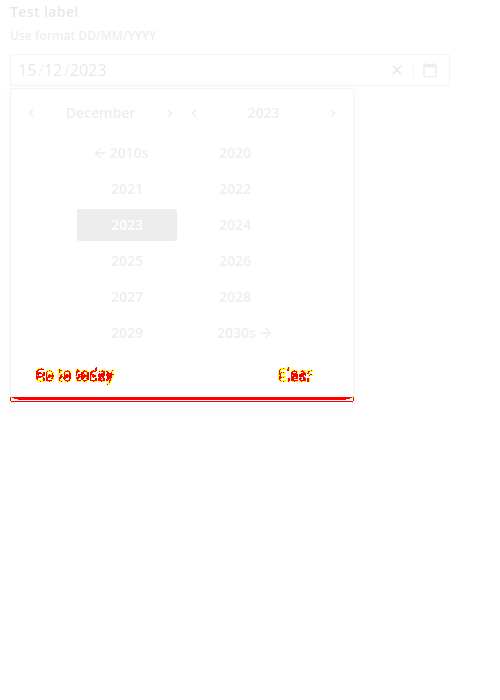 Test label
Use format DD/MM/YYYY
15/12/2023
December 2023
← 2010s 2020
2021 2022
2023 2024
2025 2026
2027 2028
2029 2030s →
Go to today Clear